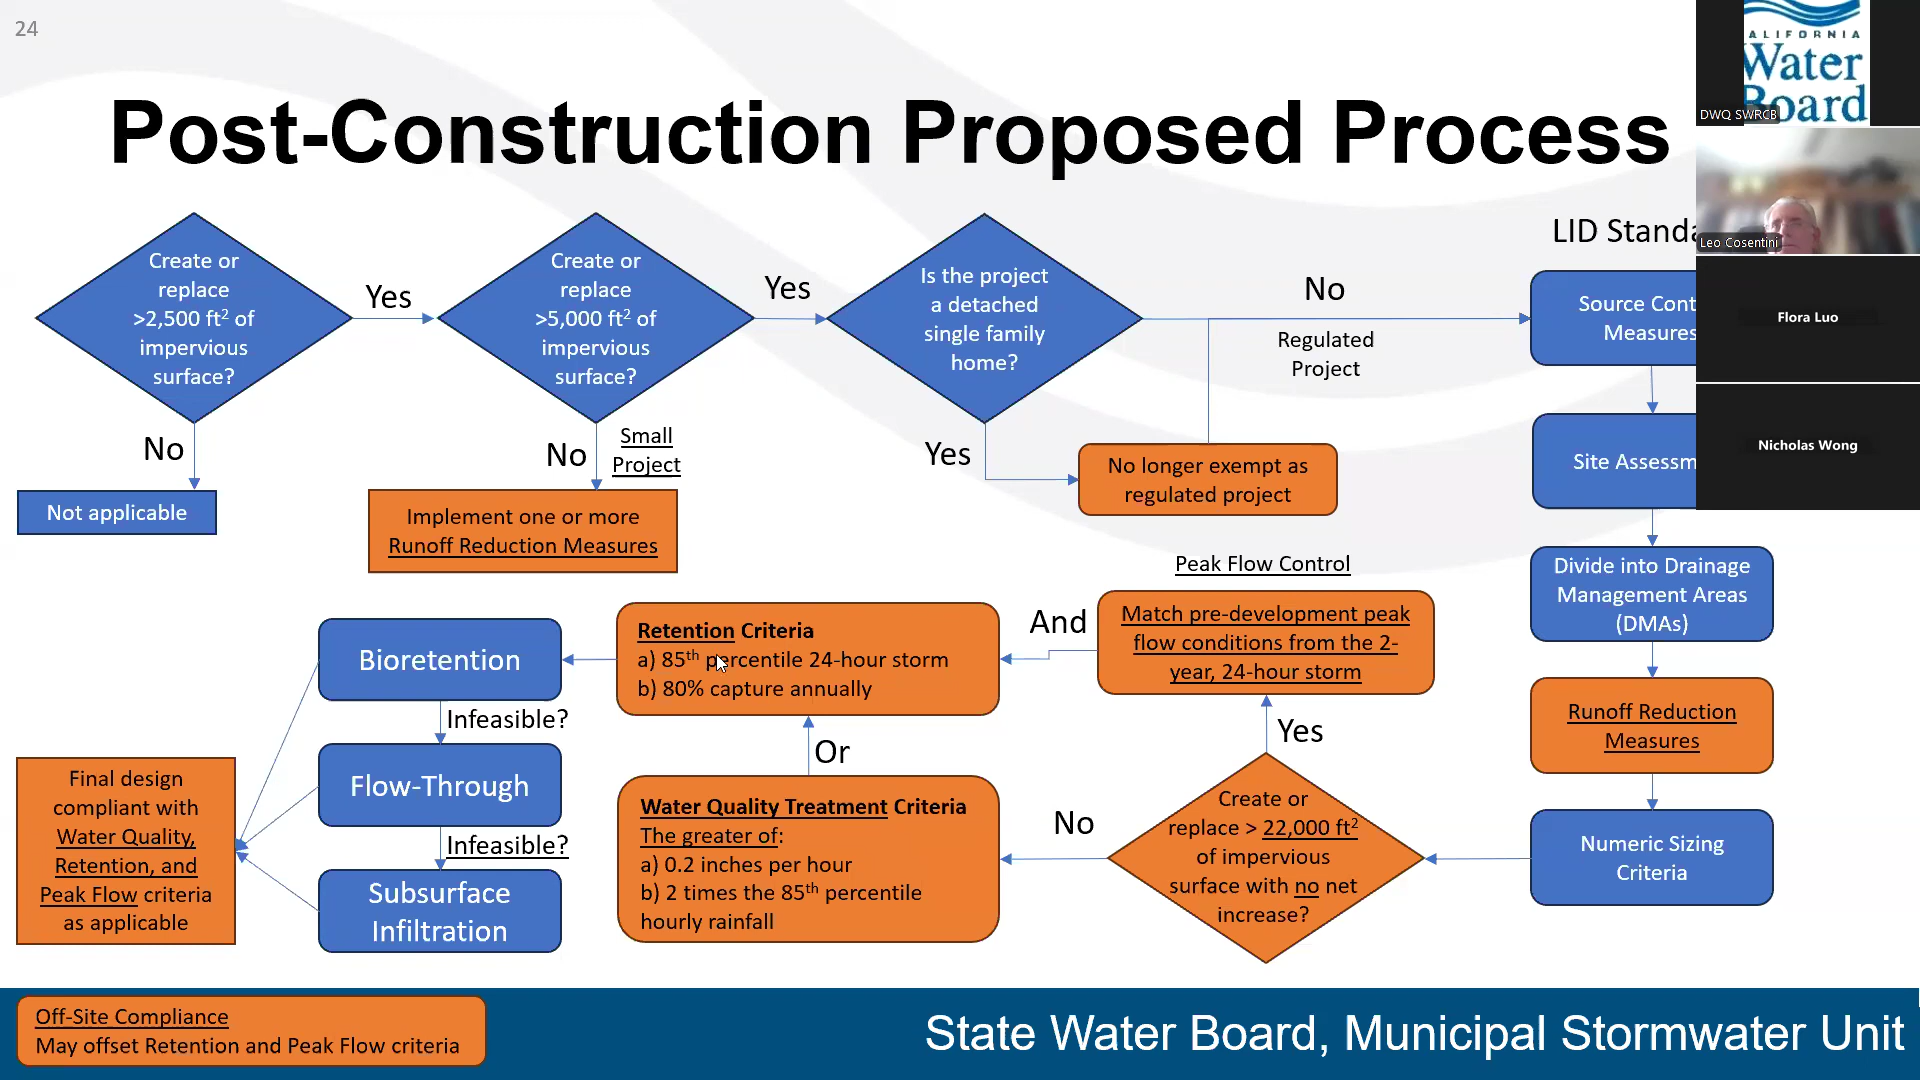 24
Post-Construction Proposed Process
ALIFORNIA
Water
Board
DWQ SWRCB
Leo Cosentini
Flora Luo
Nicholas Wong
Create or
replace
>2,500 ft² of
impervious
surface?
Yes
No
Not applicable
Create or
replace
>5,000 ft² of
impervious
surface?
Yes
No
Small
Project
Implement one or more
Runoff Reduction Measures
Is the project
a detached
single family
home?
No
Regulated
Project
Yes
No longer exempt as
regulated project
LID Standa
Source Cont
Measures
Site Assessm
Divide into Drainage
Management Areas
(DMAs)
Runoff Reduction
Measures
Numeric Sizing
Criteria
Create or
replace > 22,000 ft²
of impervious
surface with no net
increase?
Yes
No
Peak Flow Control
Match pre-development peak
flow conditions from the 2-
year, 24-hour storm
And
Retention Criteria
a) 85th percentile 24-hour storm
b) 80% capture annually
Or
Water Quality Treatment Criteria
The greater of:
a) 0.2 inches per hour
b) 2 times the 85th percentile
hourly rainfall
Bioretention
Infeasible?
Flow-Through
Infeasible?
Subsurface
Infiltration
Final design
compliant with
Water Quality,
Retention, and
Peak Flow criteria
as applicable
Off-Site Compliance
May offset Retention and Peak Flow criteria
State Water Board, Municipal Stormwater Unit